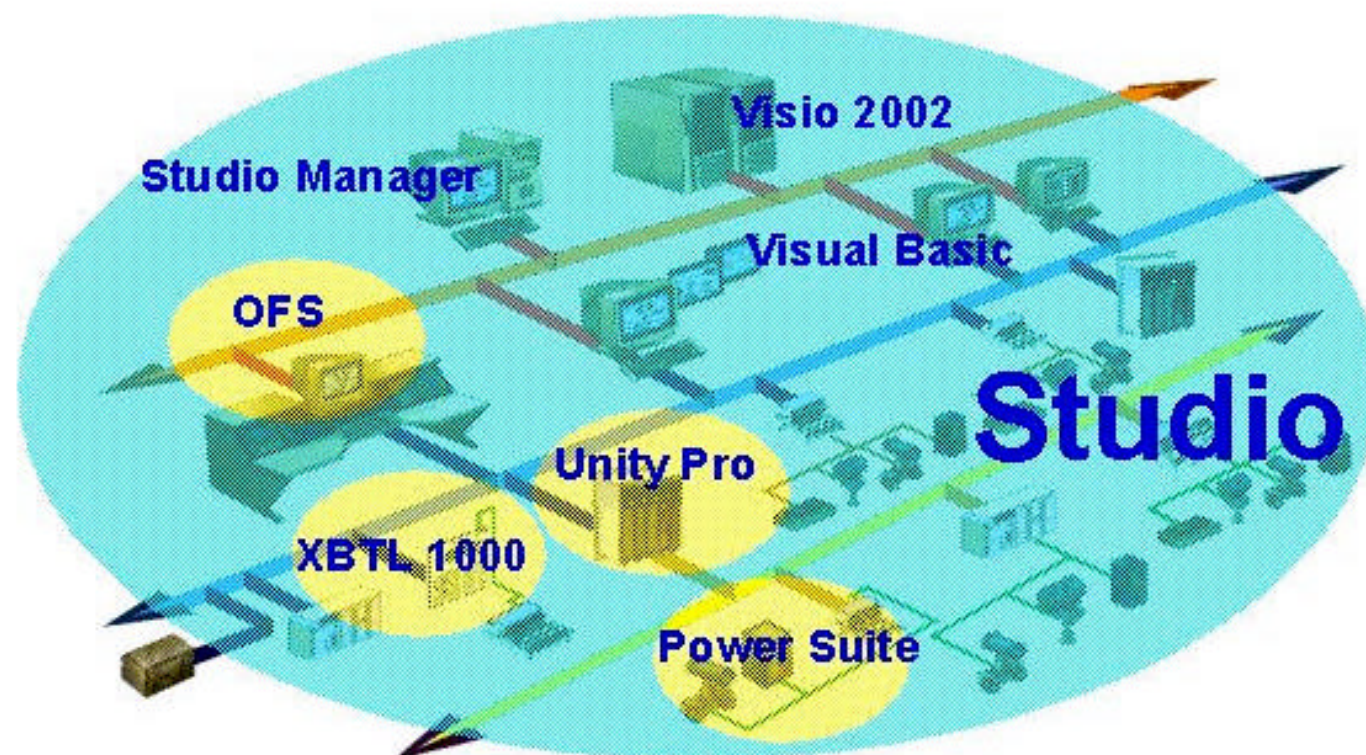 Visio 2002
Studio Manager
Visual Basic
OFS
Studio
Unity Pro
XBTL 1000
Power Suite